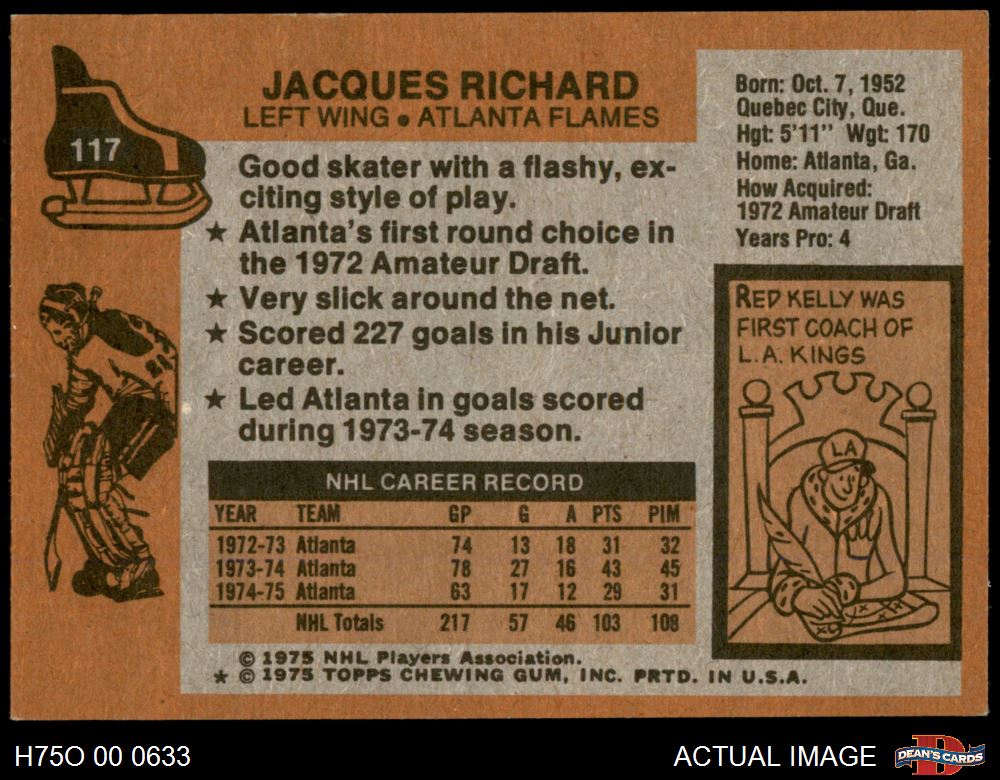 117
JACQUES RICHARD
LEFT WING • ATLANTA FLAMES
Good skater with a flashy, ex-
citing style of play.
★ Atlanta's first round choice in
the 1972 Amateur Draft.
★ Very slick around the net.
★ Scored 227 goals in his Junior
career.
★ Led Atlanta in goals scored
during 1973-74 season.
Born: Oct. 7, 1952
Quebec City, Que.
Hgt: 5'11" Wgt: 170
Home: Atlanta, Ga.
How Acquired:
1972 Amateur Draft
Years Pro: 4
RED KELLY WAS
FIRST COACH OF
L.A. KINGS
LA
NHL CAREER RECORD
YEAR TEAM GP G A PTS PIM
1972-73 Atlanta 74 13 18 31 32
1973-74 Atlanta 78 27 16 43 45
1974-75 Atlanta 63 17 12 29 31
NHL Totals 217 57 46 103 108
© 1975 NHL Players Association.
★ © 1975 TOPPS CHEWING GUM, INC. PRTD. IN U.S.A.
H75O 00 0633
ACTUAL IMAGE
DEAN'S CARDS